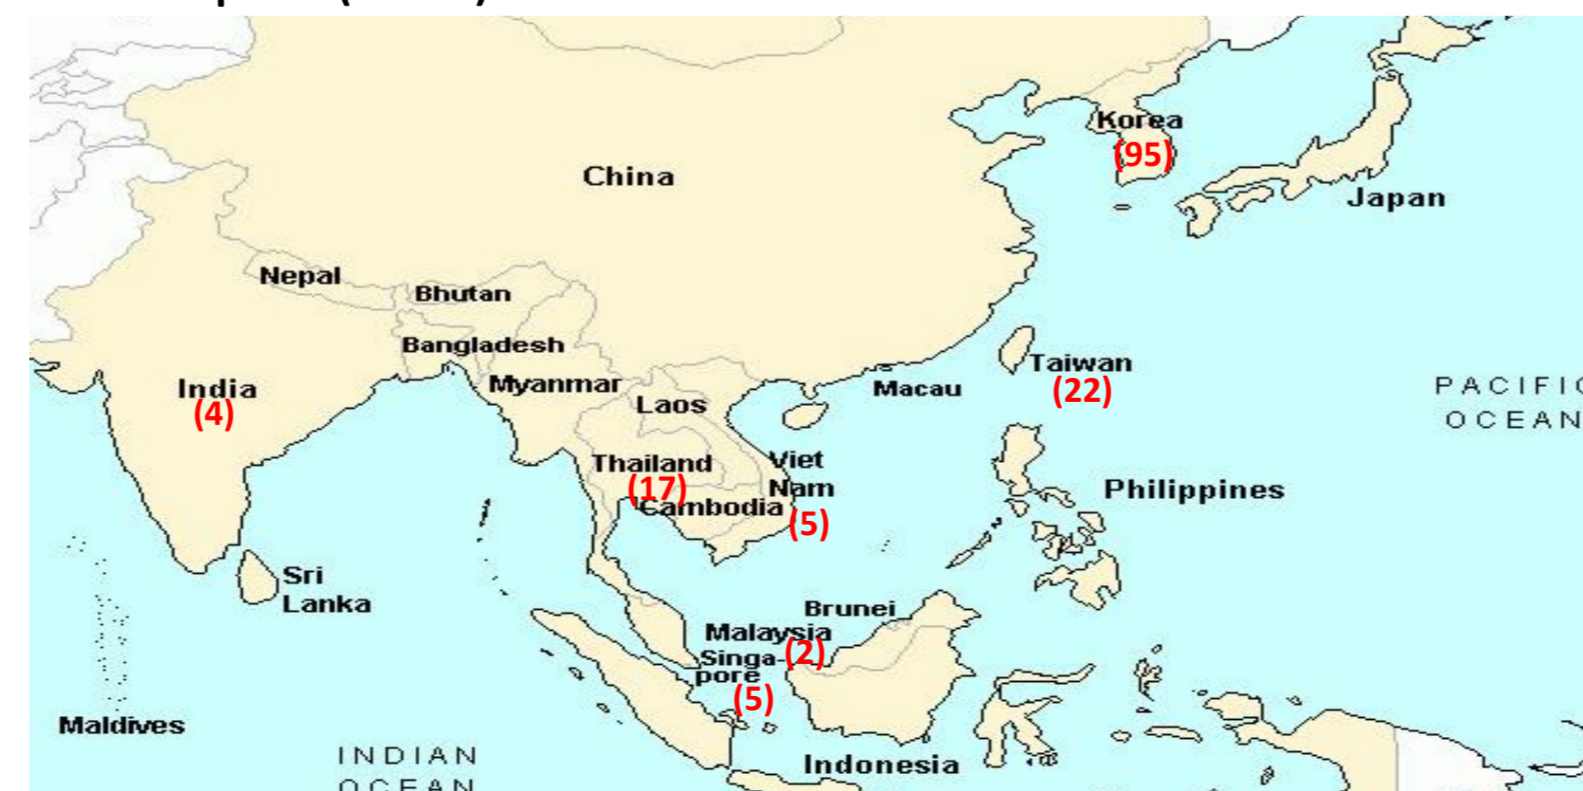 Korea
(95)
China
Japan
Nepal
Bhutan
Bangladesh
India
(4)
Myanmar
Laos
Macau
Taiwan
(22)
PACIFIC
OCEAN
Thailand
(17)
Viet
Nam
(5)
Cambodia
Philippines
Sri
Lanka
Brunei
Malaysia
(2)
Singa-
pore
(5)
Maldives
INDIAN
OCEAN
Indonesia